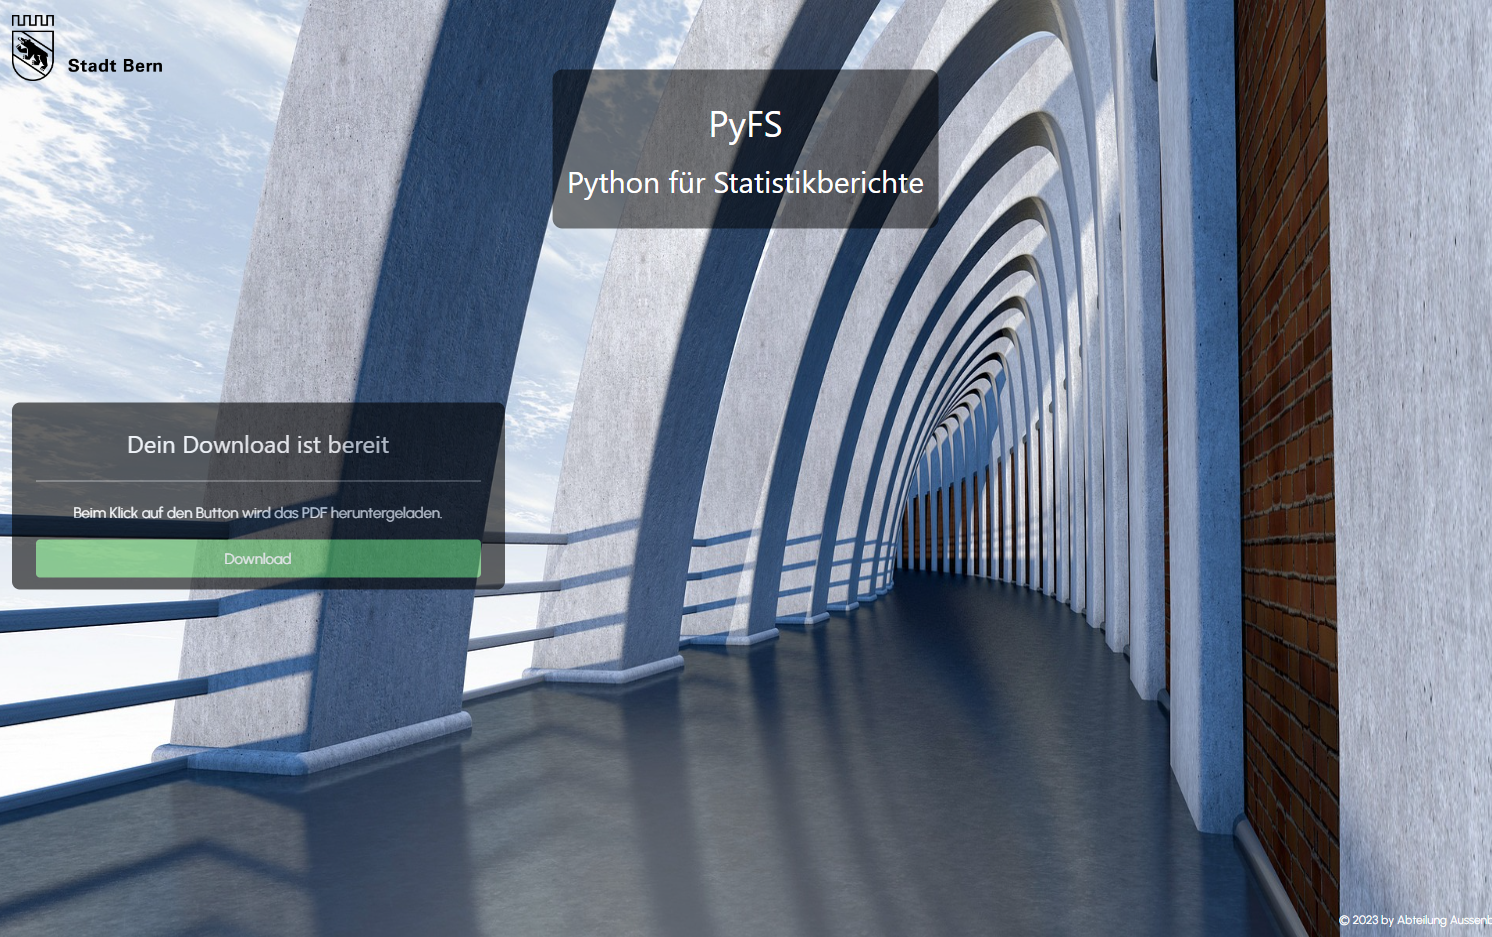 Stadt Bern
PyFS
Python für Statistikberichte
Dein Download ist bereit
Beim Klick auf den Button wird das PDF heruntergeladen.
Download
© 2023 by Abteilung Aussenb